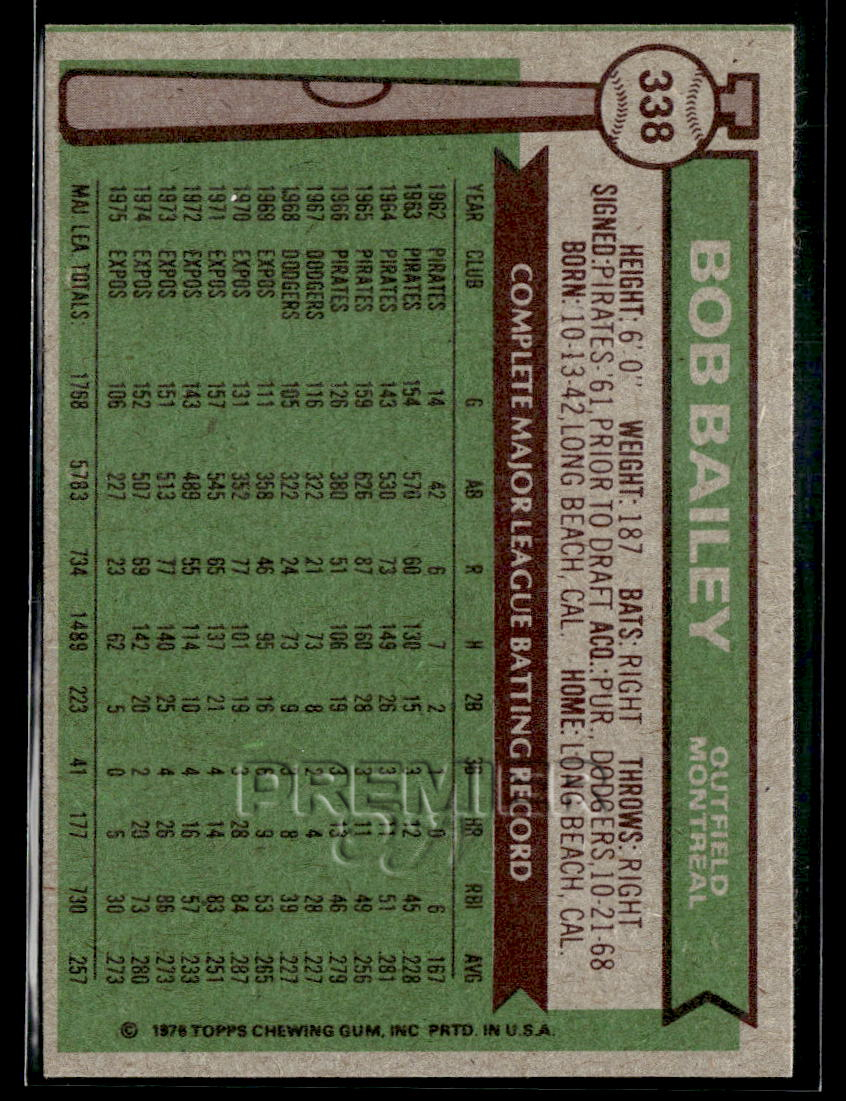 338
BOB BAILEY
OUTFIELD
MONTREAL
HEIGHT: 6' 0" WEIGHT: 187 BATS: RIGHT THROWS: RIGHT
SIGNED: PIRATES-'61, PRIOR TO DRAFT ACQ.: PUR., DODGERS, 10-21-68
BORN: 10-13-42, LONG BEACH, CAL. HOME: LONG BEACH, CAL.
COMPLETE MAJOR LEAGUE BATTING RECORD
YEAR CLUB G AB R H 2B 3B HR RBI AVG
1962 PIRATES 14 42 6 7 2 1 0 6 .167
1963 PIRATES 154 570 60 130 15 3 12 45 .228
1964 PIRATES 143 530 73 149 26 3 11 51 .281
1965 PIRATES 159 626 87 160 28 3 11 49 .256
1966 PIRATES 126 380 51 106 19 3 13 46 .279
1967 DODGERS 116 322 21 73 8 2 4 28 .227
1968 DODGERS 105 322 24 73 9 3 8 39 .227
1969 EXPOS 111 358 46 95 16 6 9 53 .265
1970 EXPOS 131 352 77 101 19 3 28 84 .287
1971 EXPOS 157 545 65 137 21 4 14 83 .251
1972 EXPOS 143 489 55 114 10 4 16 57 .233
1973 EXPOS 151 513 77 140 25 4 26 86 .273
1974 EXPOS 152 507 69 142 20 2 20 73 .280
1975 EXPOS 106 227 23 62 5 0 5 30 .273
MAJ LEA TOTALS: 1768 5783 734 1489 223 41 177 730 .257
© 1976 TOPPS CHEWING GUM, INC PRTD. IN U.S.A.